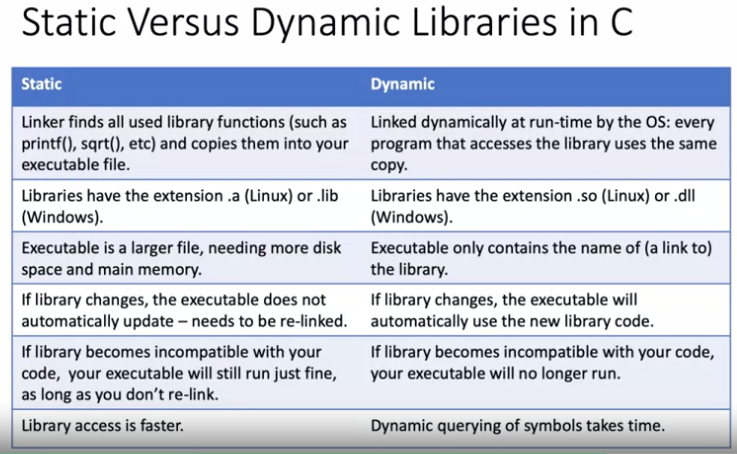 Static Versus Dynamic Libraries in C
Static
Dynamic
Linker finds all used library functions (such as
printf(), sqrt(), etc) and copies them into your
executable file.
Linked dynamically at run-time by the OS: every
program that accesses the library uses the same
copy.
Libraries have the extension .a (Linux) or .lib
(Windows).
Libraries have the extension .so (Linux) or .dll
(Windows).
Executable is a larger file, needing more disk
space and main memory.
Executable only contains the name of (a link to)
the library.
If library changes, the executable does not
automatically update – needs to be re-linked.
If library changes, the executable will
automatically use the new library code.
If library becomes incompatible with your
code, your executable will still run just fine,
as long as you don't re-link.
If library becomes incompatible with your code,
your executable will no longer run.
Library access is faster.
Dynamic querying of symbols takes time.